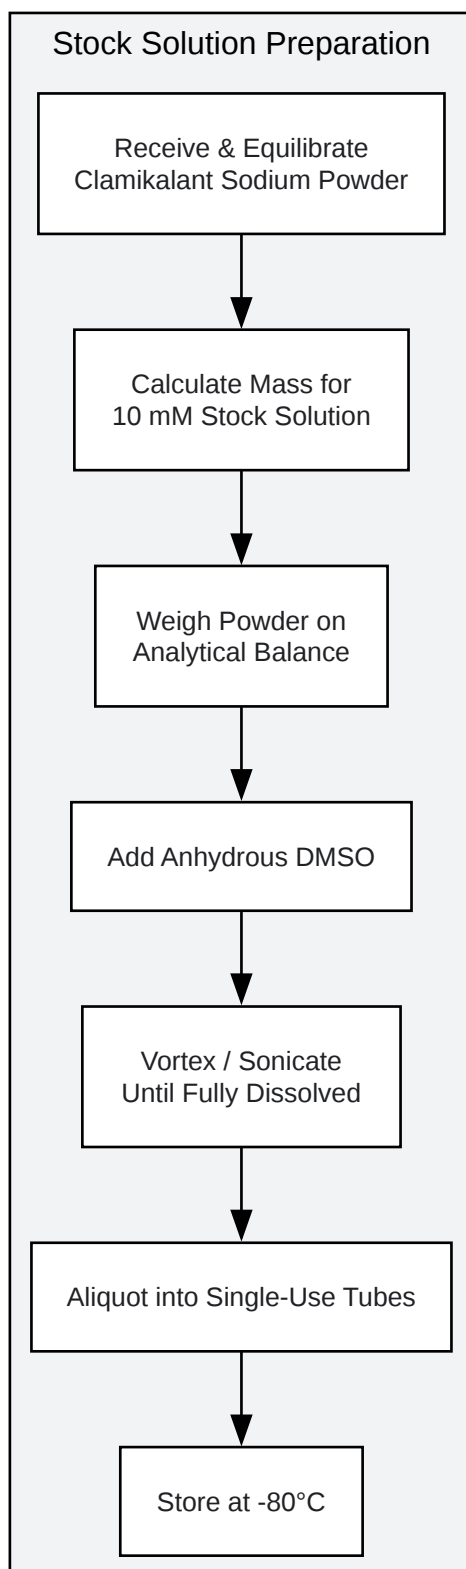 Stock Solution Preparation
Receive & Equilibrate
Clamikalant Sodium Powder
Calculate Mass for
10 mM Stock Solution
Weigh Powder on
Analytical Balance
Add Anhydrous DMSO
Vortex / Sonicate
Until Fully Dissolved
Aliquot into Single-Use Tubes
Store at -80°C